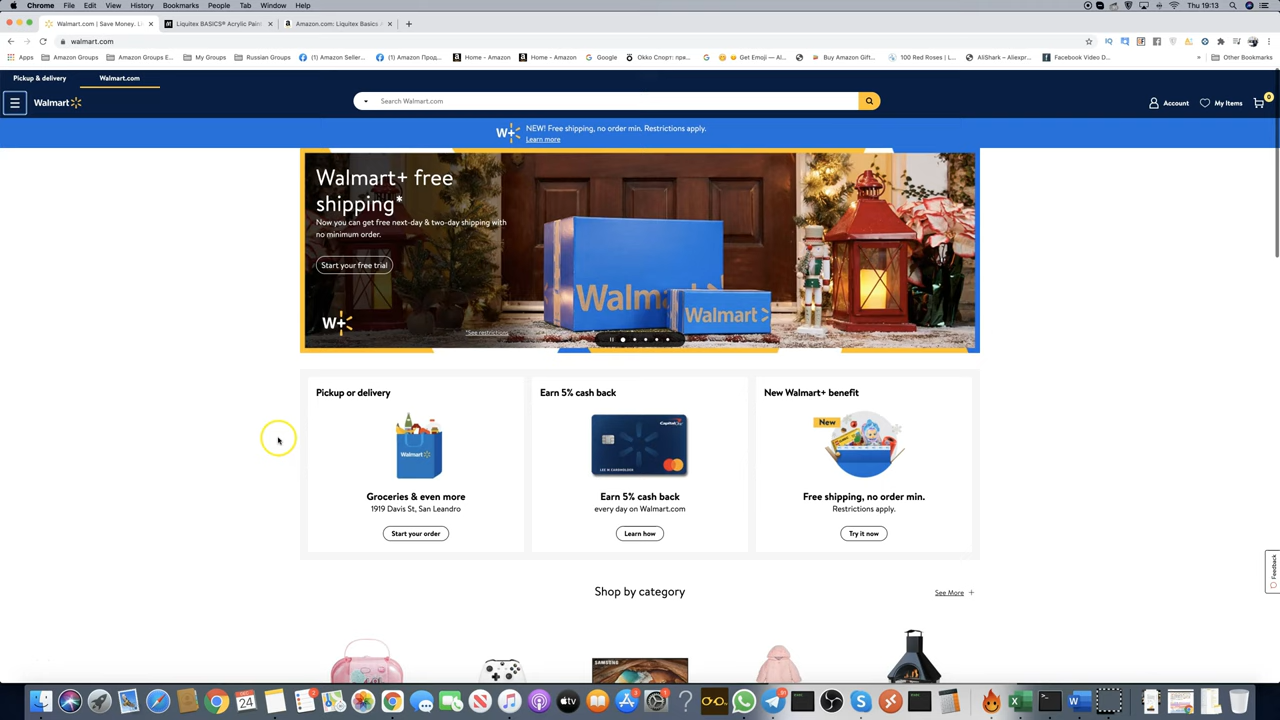 Chrome File Edit View History Bookmarks People Tab Window Help Thu 19:13
Walmart.com | Save Money. Li Liquitex BASICS® Acrylic Pain Amazon.com: Liquitex Basics A
walmart.com
Apps Amazon Groups Amazon Groups E... My Groups Russian Groups (1) Amazon Seller... (1) Amazon Прод... Home - Amazon Home - Amazon Google Okko Спорт: пре... Get Emoji — Al... Buy Amazon Gift... 100 Red Roses | L... AliShark – Aliexpr... Facebook Video D... » Other Bookmarks
Pickup & delivery Walmart.com
Walmart Search Walmart.com Account My Items 0
W+ NEW! Free shipping, no order min. Restrictions apply.
Learn more
Walmart+ free
shipping*
Now you can get free next-day & two-day shipping with
no minimum order.
Start your free trial
W+
*See restrictions
Walm
Walmart
Pickup or delivery
Walmart
Groceries & even more
1919 Davis St, San Leandro
Start your order
Earn 5% cash back
Earn 5% cash back
every day on Walmart.com
Learn how
New Walmart+ benefit
New
Free shipping, no order min.
Restrictions apply.
Try it now
Feedback
Shop by category
See More +
SAMSUNG
DEC
24